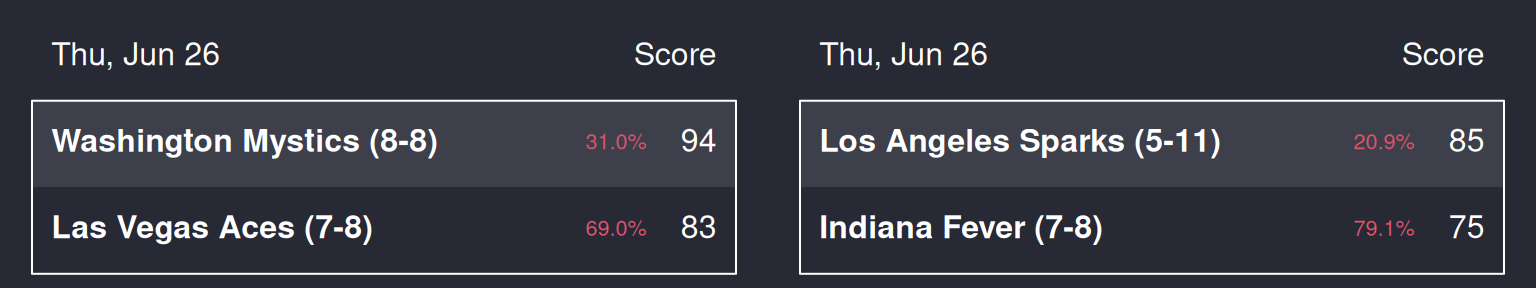 Thu, Jun 26 Score
Washington Mystics (8-8) 31.0% 94
Las Vegas Aces (7-8) 69.0% 83
Thu, Jun 26 Score
Los Angeles Sparks (5-11) 20.9% 85
Indiana Fever (7-8) 79.1% 75